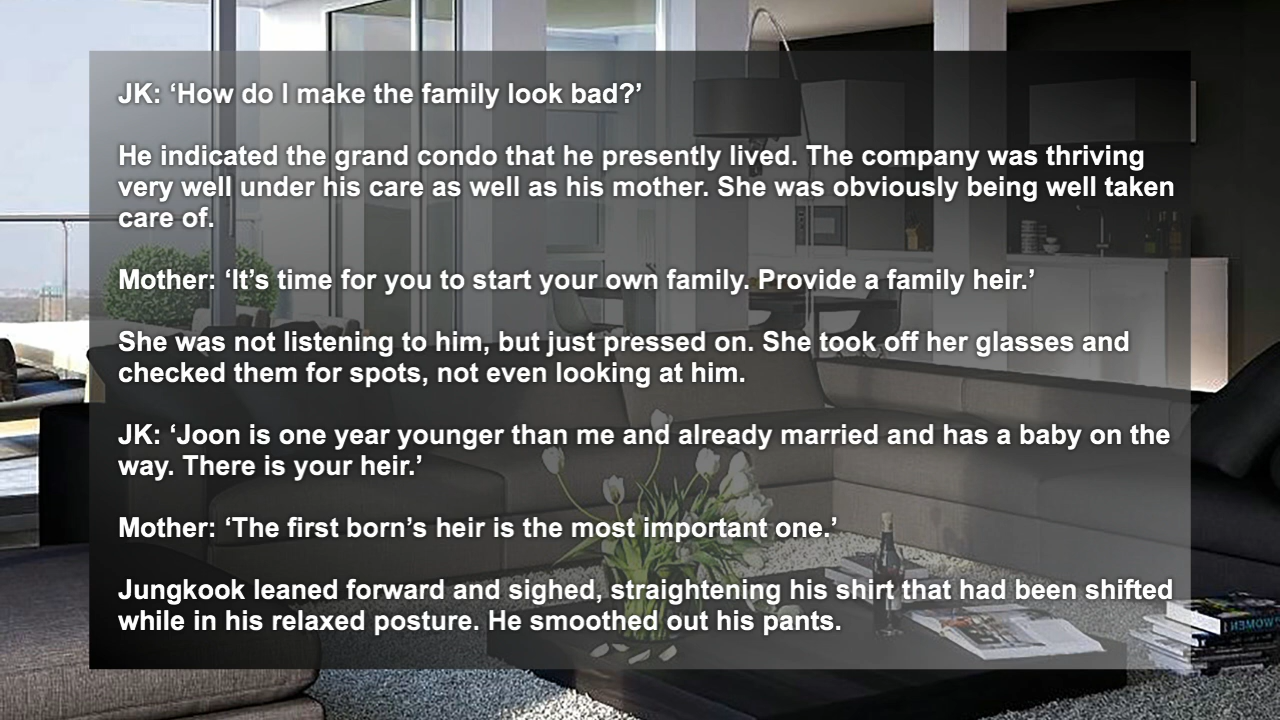 JK: ‘How do I make the family look bad?’
He indicated the grand condo that he presently lived. The company was thriving
very well under his care as well as his mother. She was obviously being well taken
care of.
Mother: ‘It’s time for you to start your own family. Provide a family heir.’
She was not listening to him, but just pressed on. She took off her glasses and
checked them for spots, not even looking at him.
JK: ‘Joon is one year younger than me and already married and has a baby on the
way. There is your heir.’
Mother: ‘The first born’s heir is the most important one.’
Jungkook leaned forward and sighed, straightening his shirt that had been shifted
while in his relaxed posture. He smoothed out his pants.
WOMEN